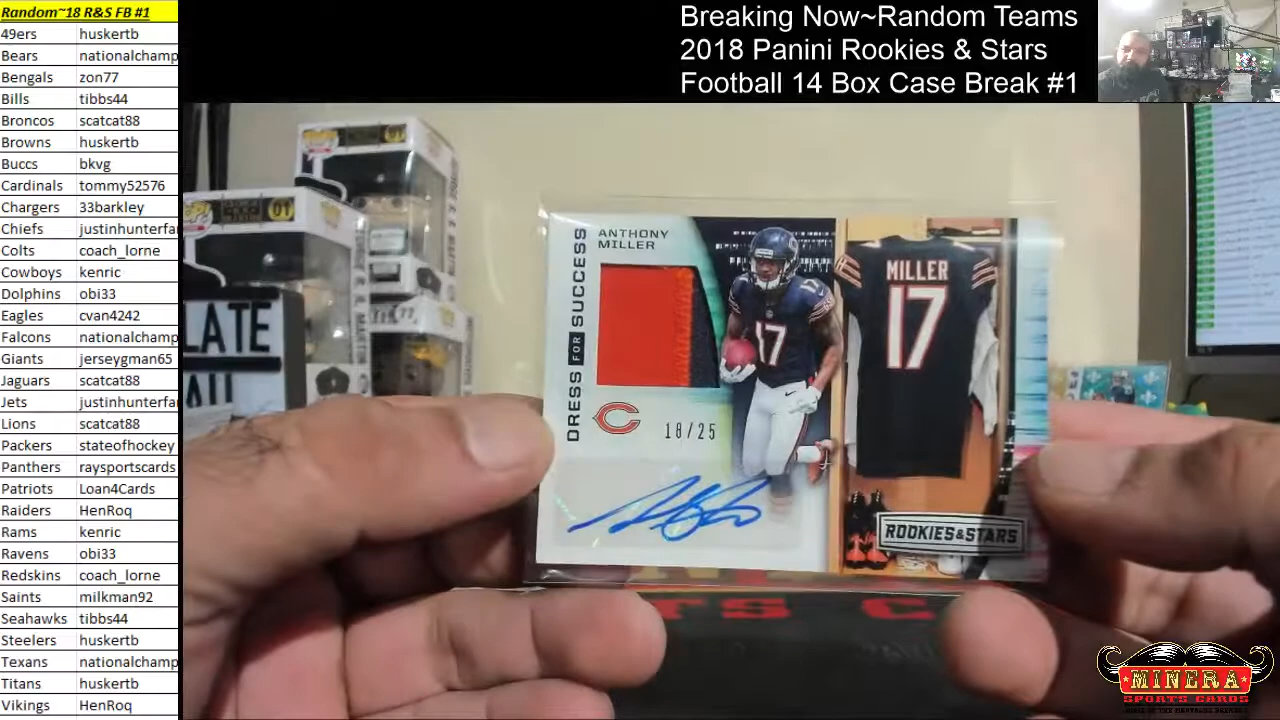 Random~18 R&S FB #1
49ers huskertb
Bears nationalchamp
Bengals zon77
Bills tibbs44
Broncos scatcat88
Browns huskertb
Buccs bkvg
Cardinals tommy52576
Chargers 33barkley
Chiefs justinhunterfa
Colts coach_lorne
Cowboys kenric
Dolphins obi33
Eagles cvan4242
Falcons nationalchamp
Giants jerseygman65
Jaguars scatcat88
Jets justinhunterfa
Lions scatcat88
Packers stateofhockey
Panthers raysportscards
Patriots Loan4Cards
Raiders HenRoq
Rams kenric
Ravens obi33
Redskins coach_lorne
Saints milkman92
Seahawks tibbs44
Steelers huskertb
Texans nationalchamp
Titans huskertb
Vikings HenRoq
Breaking Now~Random Teams
2018 Panini Rookies & Stars
Football 14 Box Case Break #1
DRESS FOR SUCCESS
ANTHONY
MILLER
18/25
17
MILLER
17
ROOKIES & STARS
LATE
01
01
MINERA
SPORTS CARDS